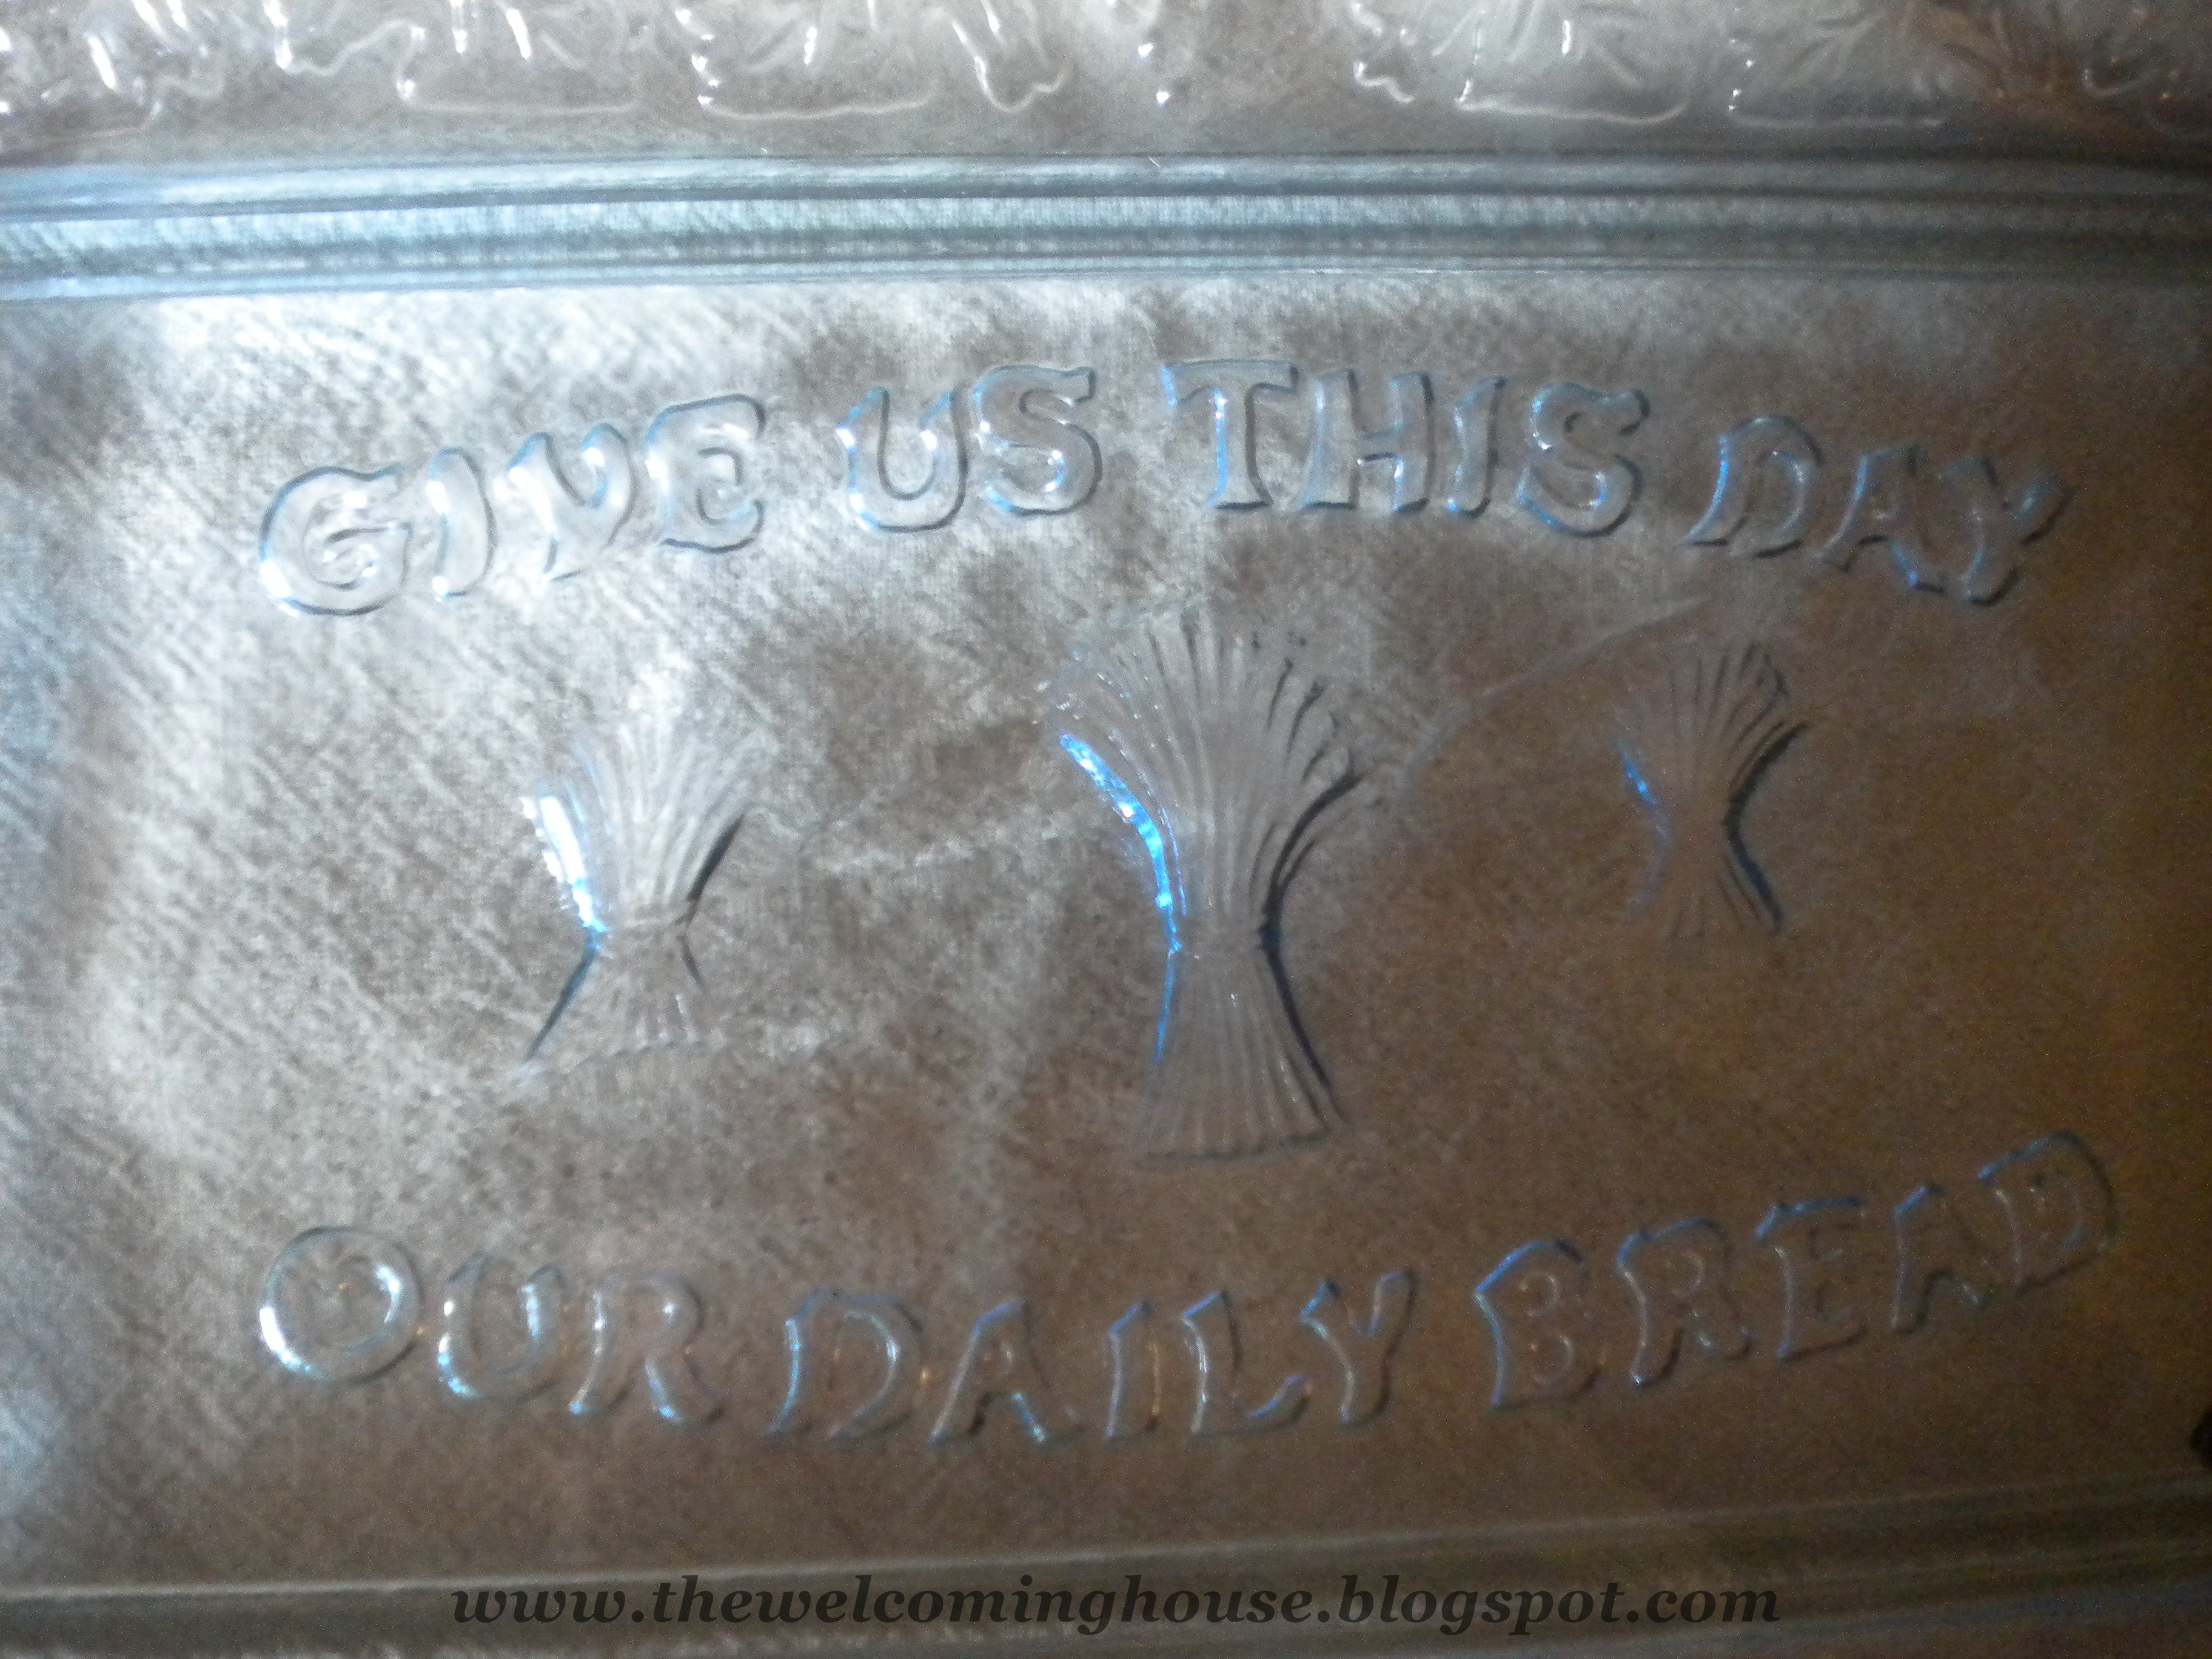 GIVE US THIS DAY
OUR DAILY BREAD
www.thewelcominghouse.blogspot.com